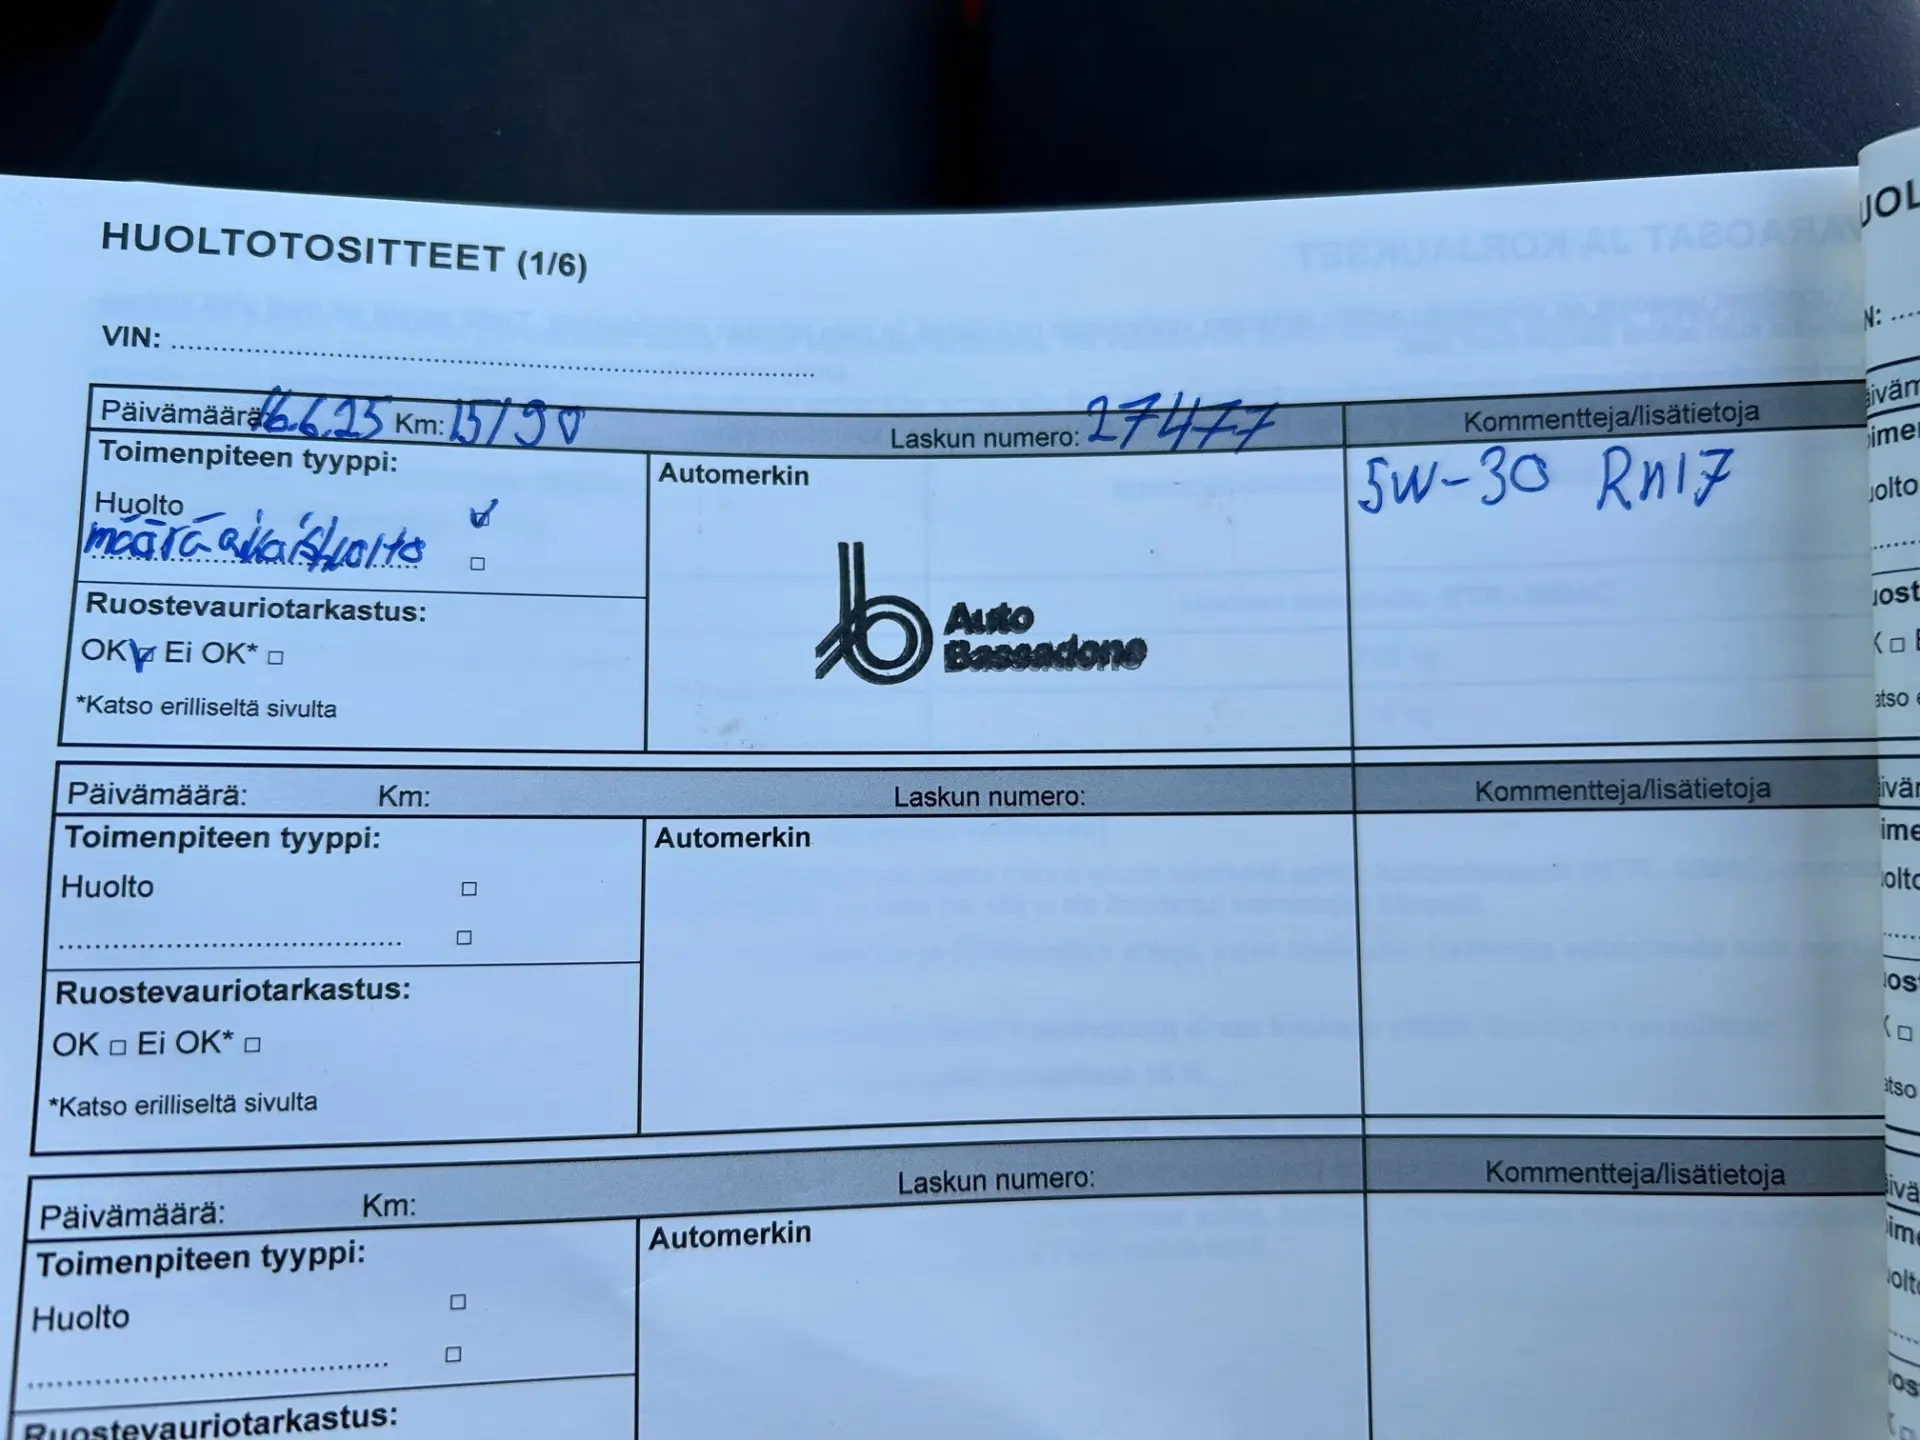 HUOLTOTOSITTEET (1/6)
VIN:
Päivämäärä 16.6.25 Km: 15190 Laskun numero: 27477 Kommentteja/lisätietoja
Toimenpiteen tyyppi:
Automerkin
5W-30 Rn17
Huolto
määräaikaishuolto
Auto
Bassadone
Ruostevauriotarkastus:
OK Ei OK*
*Katso erilliseltä sivulta
Päivämäärä: Km: Laskun numero: Kommentteja/lisätietoja
Toimenpiteen tyyppi:
Automerkin
Huolto
Ruostevauriotarkastus:
OK Ei OK*
*Katso erilliseltä sivulta
Päivämäärä: Km: Laskun numero: Kommentteja/lisätietoja
Toimenpiteen tyyppi:
Automerkin
Huolto
Ruostevauriotarkastus: